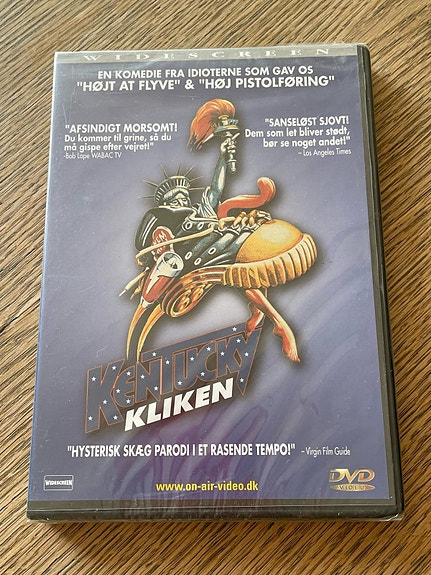 WIDESCREEN
EN KOMEDIE FRA IDIOTERNE SOM GAV OS
"HØJT AT FLYVE" & "HØJ PISTOLFØRING"
"AFSINDIGT MORSOMT!
Du kommer til grine, så du
må gispe efter vejret!"
-Bob Lape WABAC TV
"SANSELØST SJOVT!
Dem som let bliver stødt,
bør se noget andet!"
– Los Angeles Times
KENTUCKY
KLIKEN
"HYSTERISK SKÆG PARODI I ET RASENDE TEMPO!" – Virgin Film Guide
WIDESCREEN
www.on-air-video.dk
DVD
VIDEO